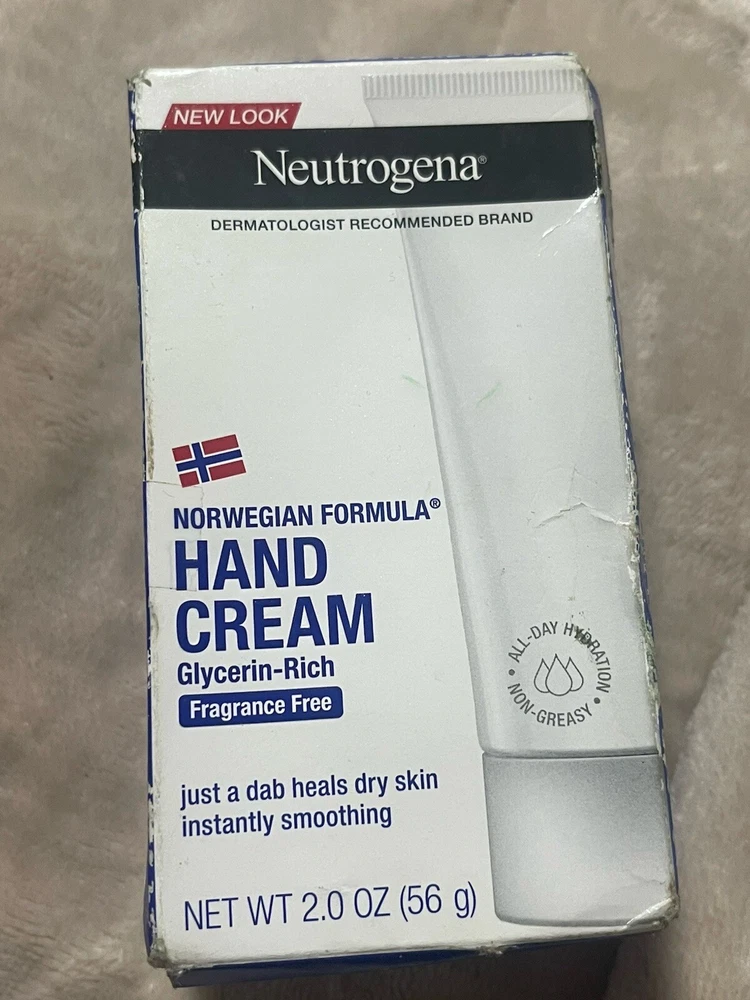 NEW LOOK
Neutrogena®
DERMATOLOGIST RECOMMENDED BRAND
NORWEGIAN FORMULA®
HAND
CREAM
Glycerin-Rich
Fragrance Free
ALL-DAY HYDRATION
• NON-GREASY •
just a dab heals dry skin
instantly smoothing
NET WT 2.0 OZ (56 g)